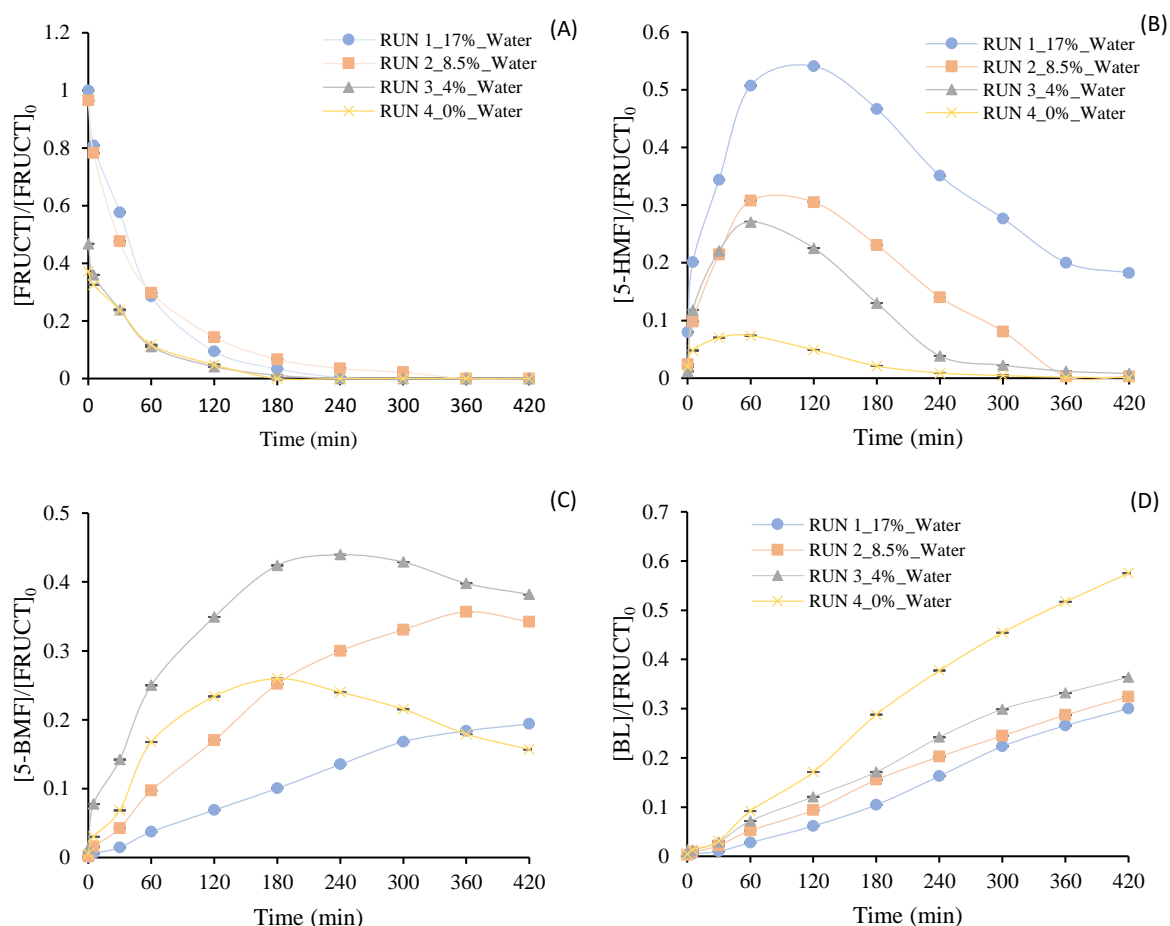 (A)
[FRUCT]/[FRUCT]0
1.2
1
0.8
0.6
0.4
0.2
0
RUN 1_17%_Water
RUN 2_8.5%_Water
RUN 3_4%_Water
RUN 4_0%_Water
0 60 120 180 240 300 360 420
Time (min)
(B)
[5-HMF]/[FRUCT]0
0.6
0.5
0.4
0.3
0.2
0.1
0
RUN 1_17%_Water
RUN 2_8.5%_Water
RUN 3_4%_Water
RUN 4_0%_Water
0 60 120 180 240 300 360 420
Time (min)
(C)
[5-BMF]/[FRUCT]0
0.5
0.4
0.3
0.2
0.1
0
0 60 120 180 240 300 360 420
Time (min)
(D)
[BL]/[FRUCT]0
0.7
0.6
0.5
0.4
0.3
0.2
0.1
0
RUN 1_17%_Water
RUN 2_8.5%_Water
RUN 3_4%_Water
RUN 4_0%_Water
0 60 120 180 240 300 360 420
Time (min)